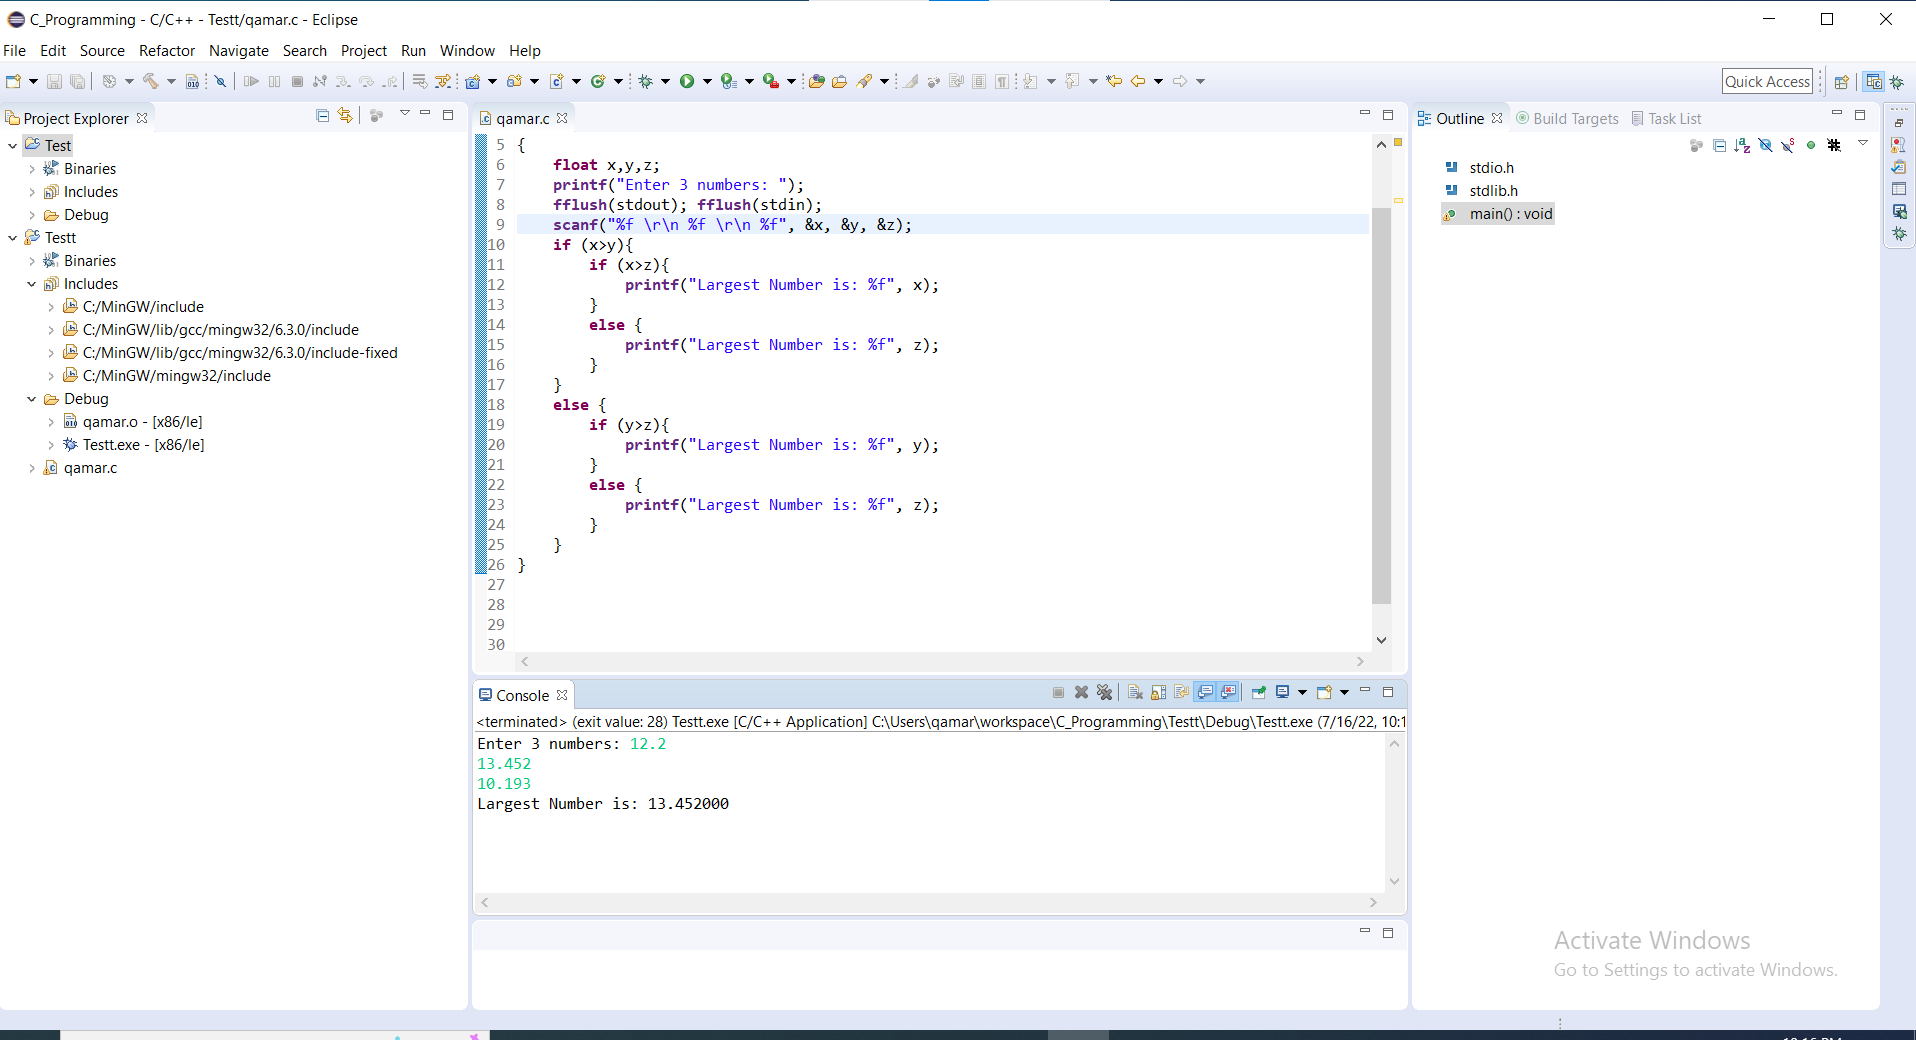 C_Programming - C/C++ - Testt/qamar.c - Eclipse
File Edit Source Refactor Navigate Search Project Run Window Help
Quick Access
Project Explorer
Test
Binaries
Includes
Debug
Testt
Binaries
Includes
C:/MinGW/include
C:/MinGW/lib/gcc/mingw32/6.3.0/include
C:/MinGW/lib/gcc/mingw32/6.3.0/include-fixed
C:/MinGW/mingw32/include
Debug
qamar.o - [x86/le]
Testt.exe - [x86/le]
qamar.c
qamar.c
5 {
6 float x,y,z;
7 printf("Enter 3 numbers: ");
8 fflush(stdout); fflush(stdin);
9 scanf("%f \r\n %f \r\n %f", &x, &y, &z);
10 if (x>y){
11 if (x>z){
12 printf("Largest Number is: %f", x);
13 }
14 else {
15 printf("Largest Number is: %f", z);
16 }
17 }
18 else {
19 if (y>z){
20 printf("Largest Number is: %f", y);
21 }
22 else {
23 printf("Largest Number is: %f", z);
24 }
25 }
26 }
27
28
29
30
Console
<terminated> (exit value: 28) Testt.exe [C/C++ Application] C:\Users\qamar\workspace\C_Programming\Testt\Debug\Testt.exe (7/16/22, 10:1
Enter 3 numbers: 12.2
13.452
10.193
Largest Number is: 13.452000
Outline Build Targets Task List
stdio.h
stdlib.h
main() : void
Activate Windows
Go to Settings to activate Windows.